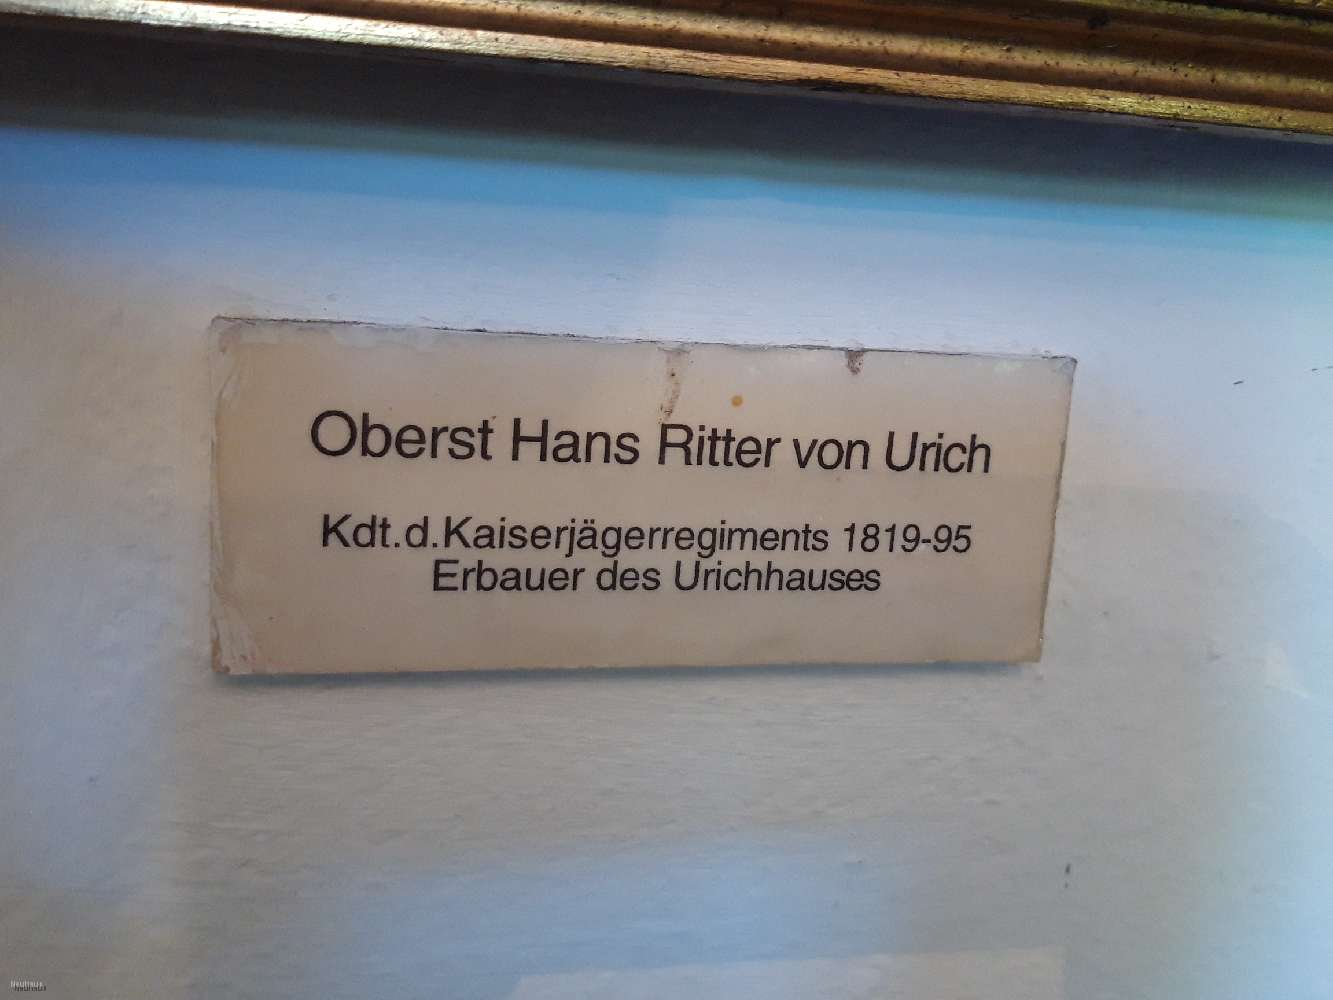 Oberst Hans Ritter von Urich
Kdt.d.Kaiserjägerregiments 1819-95
Erbauer des Urichhauses